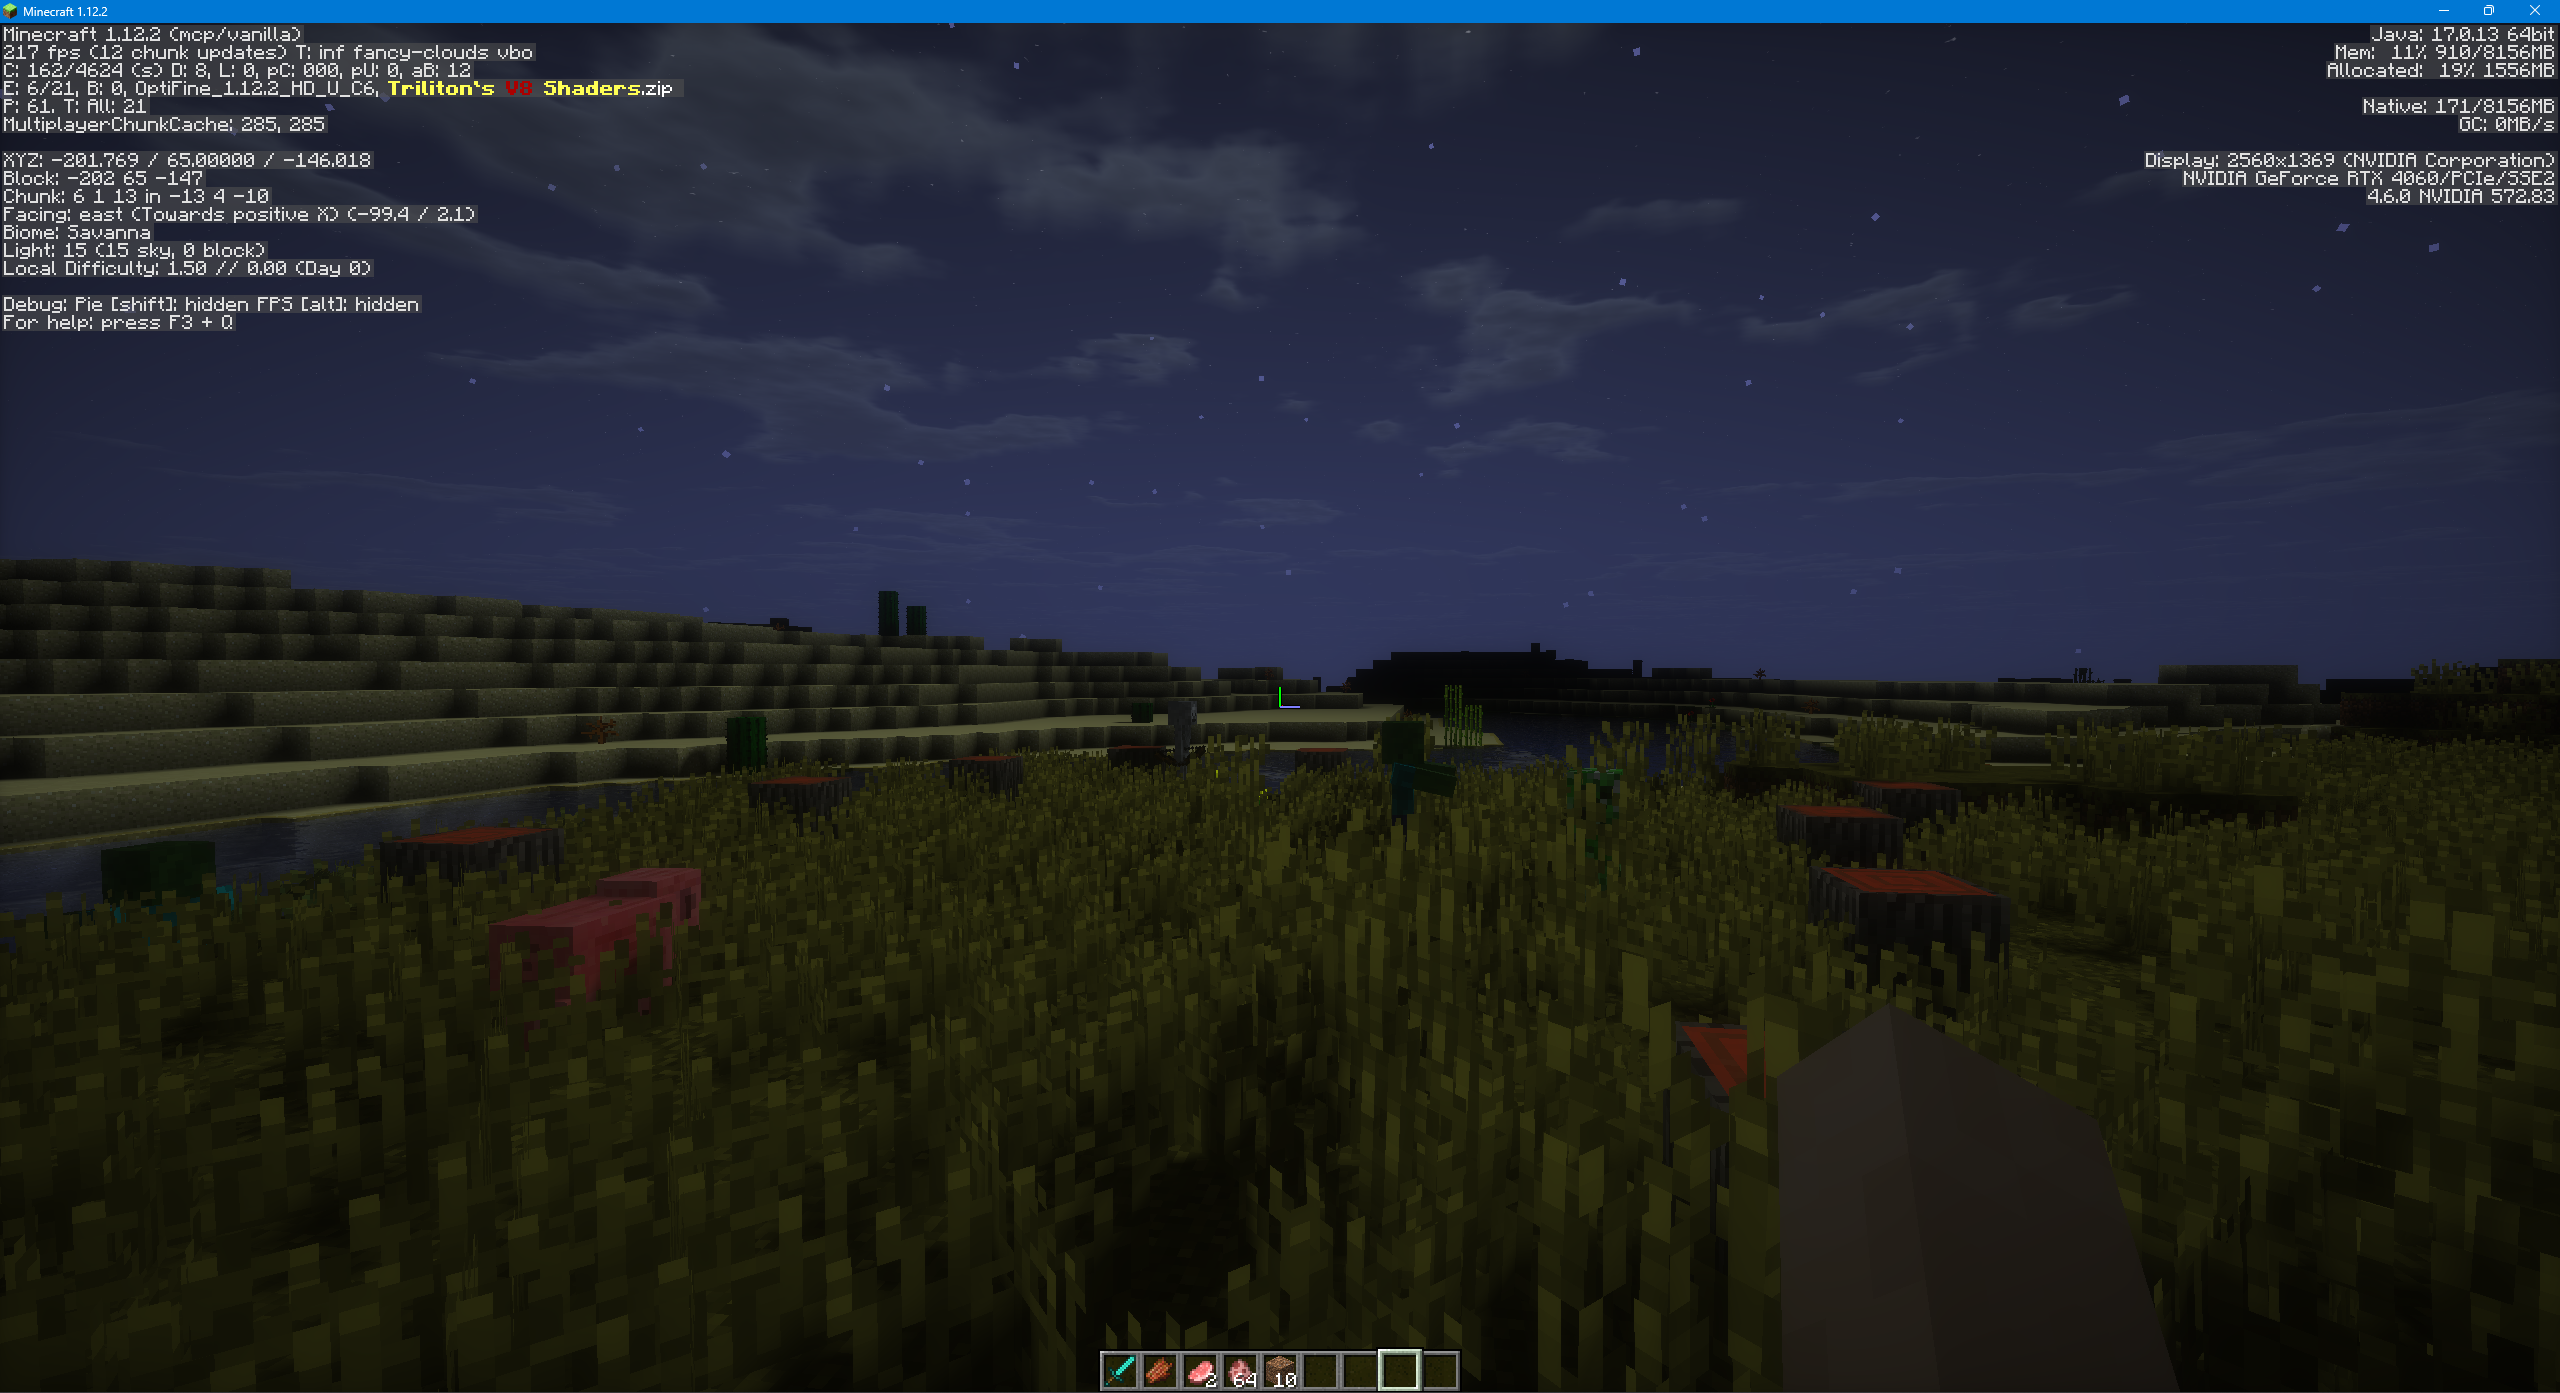 Minecraft 1.12.2
Minecraft 1.12.2 (mcp/vanilla)
217 fps (12 chunk updates) T: inf fancy-clouds vbo
C: 162/4624 (s) D: 8, L: 0, pC: 000, pU: 0, aB: 12
E: 6/21, B: 0, OptiFine_1.12.2_HD_U_C6, Triliton's V8 Shaders.zip
P: 61. T: All: 21
MultiplayerChunkCache: 285, 285
XYZ: -201.769 / 65.00000 / -146.018
Block: -202 65 -147
Chunk: 6 1 13 in -13 4 -10
Facing: east (Towards positive X) (-99.4 / 2.1)
Biome: Savanna
Light: 15 (15 sky, 0 block)
Local Difficulty: 1.50 // 0.00 (Day 0)
Debug: Pie [shift]: hidden FPS [alt]: hidden
For help: press F3 + Q
Java: 17.0.13 64bit
Mem: 11% 910/8156MB
Allocated: 19% 1556MB
Native: 171/8156MB
GC: 0MB/s
Display: 2560x1369 (NVIDIA Corporation)
NVIDIA GeForce RTX 4060/PCIe/SSE2
4.6.0 NVIDIA 572.83
2 64 10